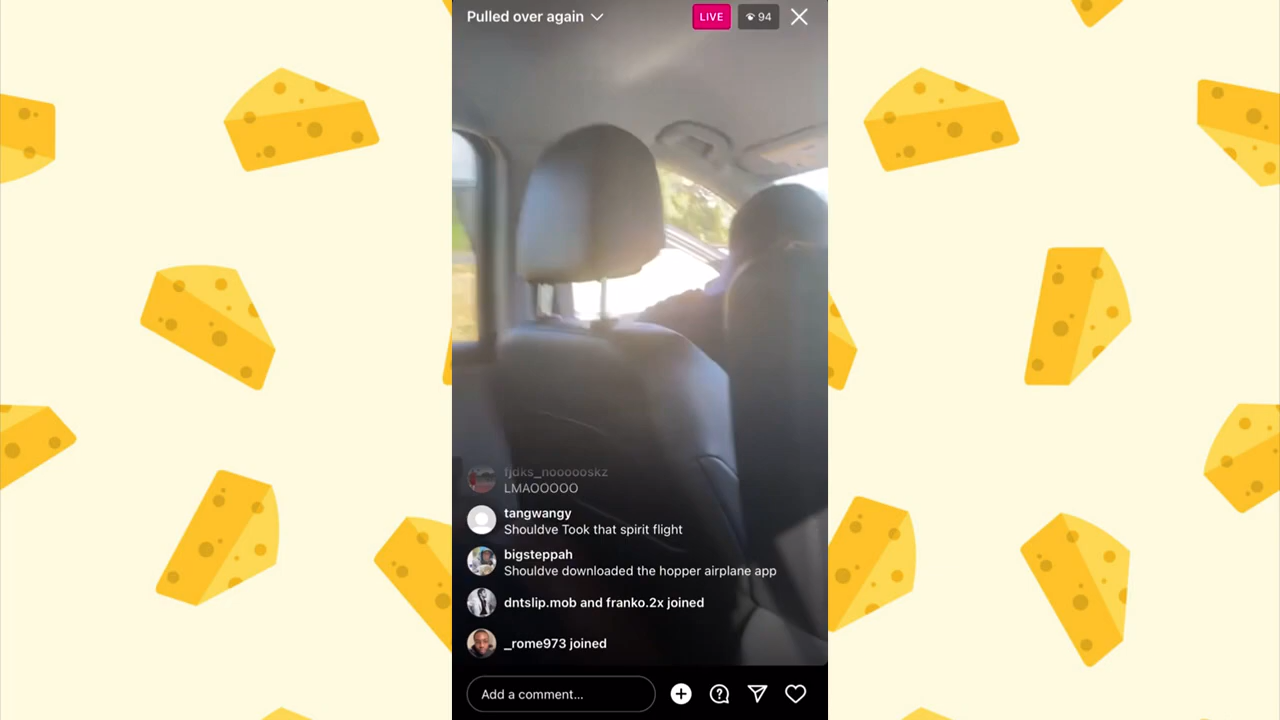 Pulled over again
LIVE
94
fjdks_noooooskz
LMAOOOOO
tangwangy
Shouldve Took that spirit flight
bigsteppah
Shouldve downloaded the hopper airplane app
dntslip.mob and franko.2x joined
_rome973 joined
Add a comment...